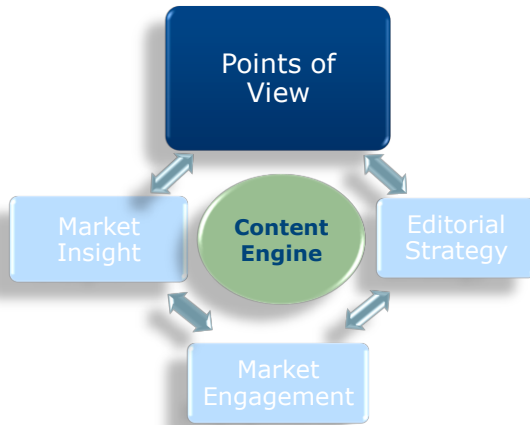 Points of
View
Market
Insight
Content
Engine
Editorial
Strategy
Market
Engagement